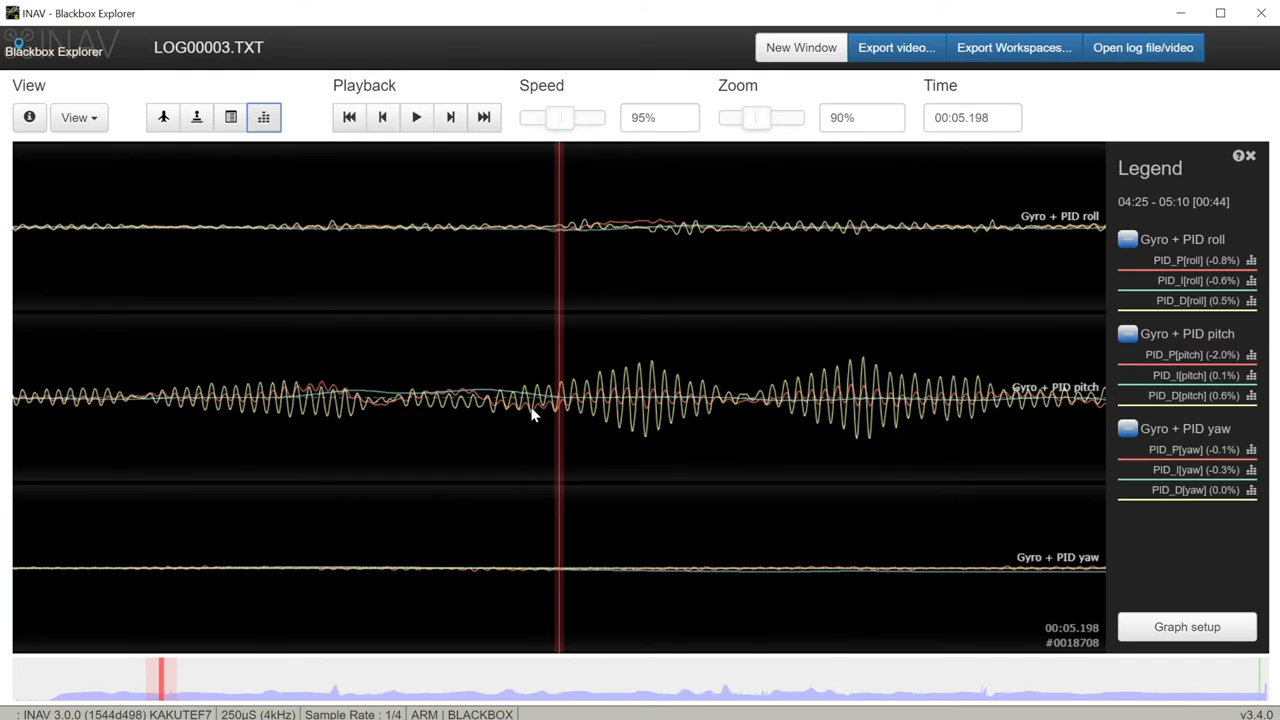 INAV - Blackbox Explorer
INAV
Blackbox Explorer
LOG00003.TXT
New Window
Export video...
Export Workspaces...
Open log file/video
View
Playback
Speed
Zoom
Time
View
95%
90%
00:05.198
Legend
04:25 - 05:10 [00:44]
Gyro + PID roll
PID_P[roll] (-0.8%)
PID_I[roll] (-0.6%)
PID_D[roll] (0.5%)
Gyro + PID pitch
PID_P[pitch] (-2.0%)
PID_I[pitch] (0.1%)
PID_D[pitch] (0.6%)
Gyro + PID yaw
PID_P[yaw] (-0.1%)
PID_I[yaw] (-0.3%)
PID_D[yaw] (0.0%)
Graph setup
Gyro + PID roll
Gyro + PID pitch
Gyro + PID yaw
00:05.198
#0018708
: INAV 3.0.0 (1544d498) KAKUTEF7 | 250µS (4kHz) | Sample Rate : 1/4 | ARM | BLACKBOX
v3.4.0